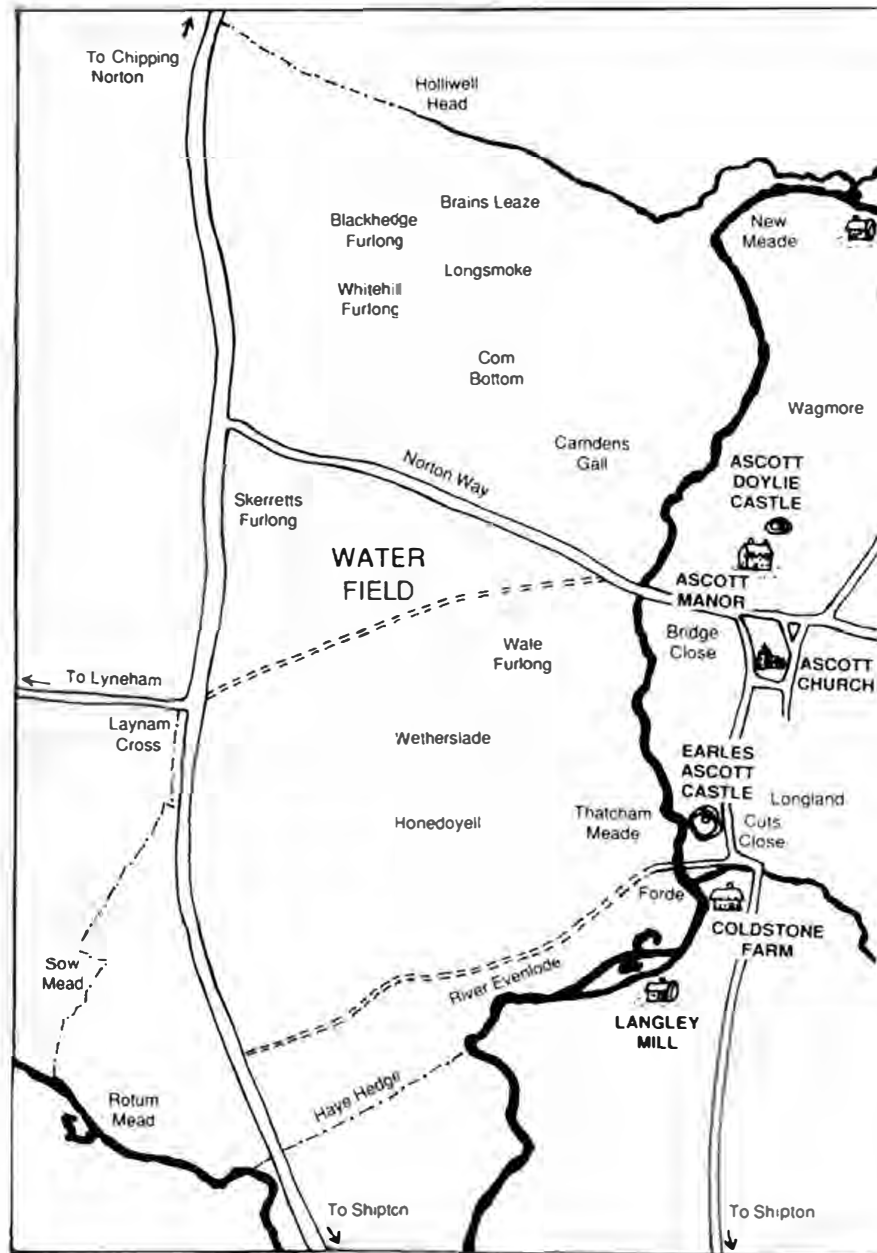 To Chipping
Norton
Holliwell
Head
Brains Leaze
Blackhedge
Furlong
New
Meade
Longsmoke
Whitehill
Furlong
Corn
Bottom
Wagmore
Carndens
Gall
Norton Way
ASCOTT
DOYLIE
CASTLE
Skerretts
Furlong
WATER
FIELD
ASCOTT
MANOR
Bridge
Close
Wale
Furlong
ASCOTT
CHURCH
To Lyneham
Laynam
Cross
Wetherslade
EARLES
ASCOTT
CASTLE
Longland
Honedoyell
Thatcham
Meade
Cuts
Close
Forde
COLDSTONE
FARM
Sow
Mead
River Evenlode
LANGLEY
MILL
Haye Hedge
Rotum
Mead
To Shipton
To Shipton